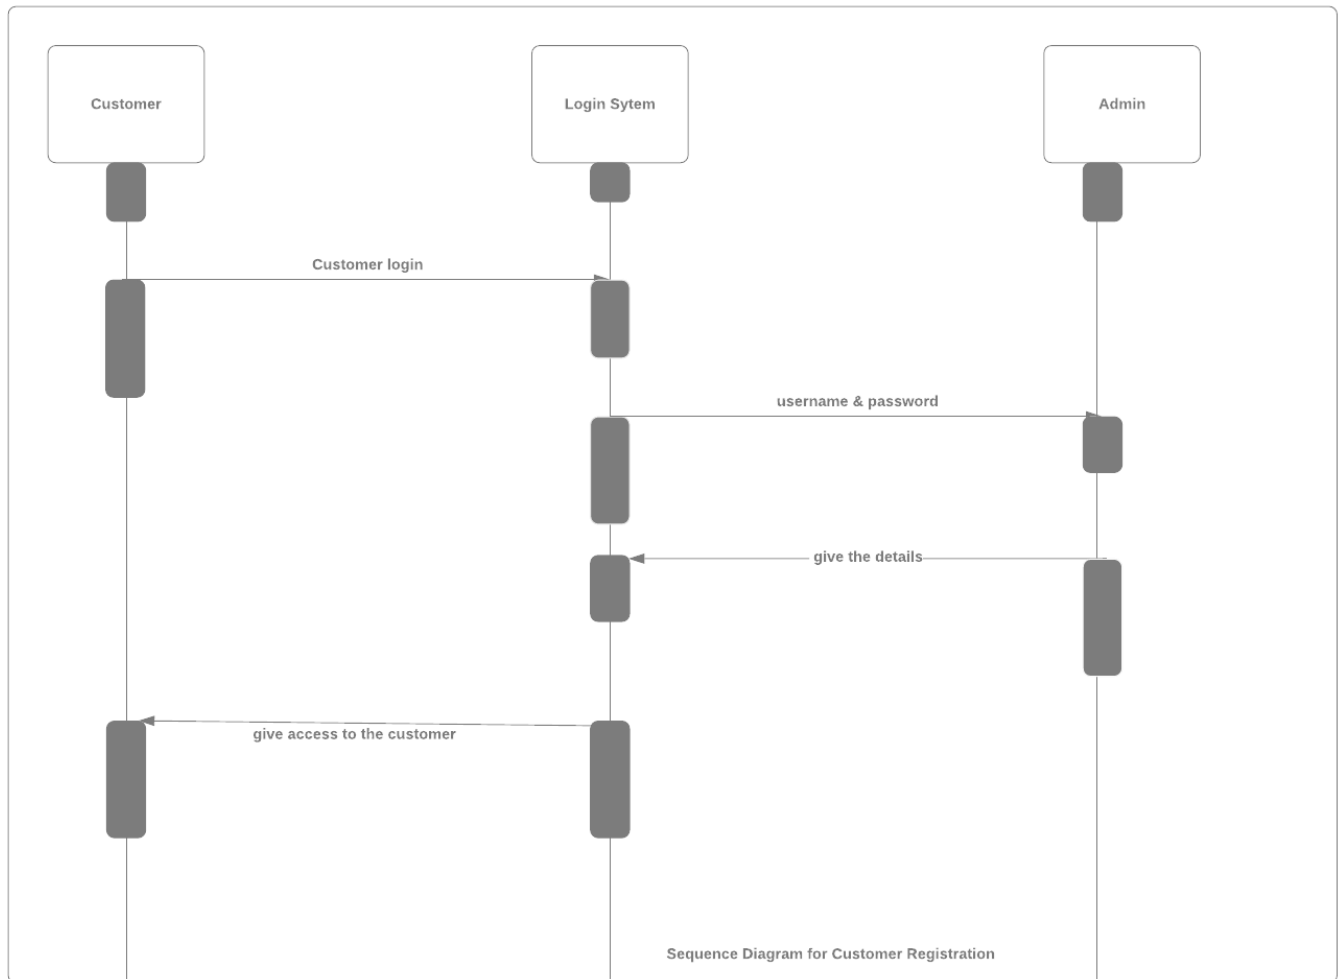 Customer
Login Sytem
Admin
Customer login
username & password
give the details
give access to the customer
Sequence Diagram for Customer Registration